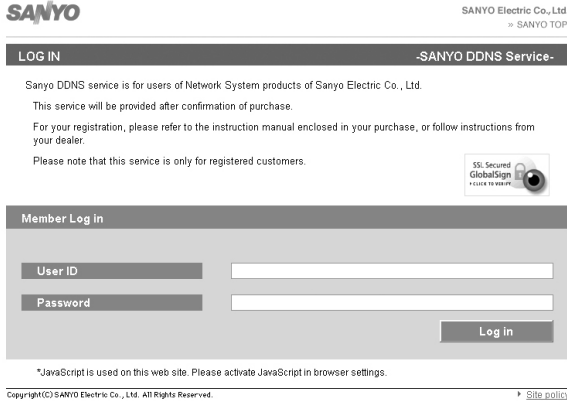 SANYO
SANYO Electric Co., Ltd
» SANYO TOP
LOG IN
-SANYO DDNS Service-
Sanyo DDNS service is for users of Network System products of Sanyo Electric Co., Ltd.
This service will be provided after confirmation of purchase.
For your registration, please refer to the instruction manual enclosed in your purchase, or follow instructions from
your dealer.
Please note that this service is only for registered customers.
SSL Secured
GlobalSign
▸ CLICK TO VERIFY
Member Log in
User ID
Password
Log in
*JavaScript is used on this web site. Please activate JavaScript in browser settings.
Copyright(C) SANYO Electric Co., Ltd. All Rights Reserved.
Site policy